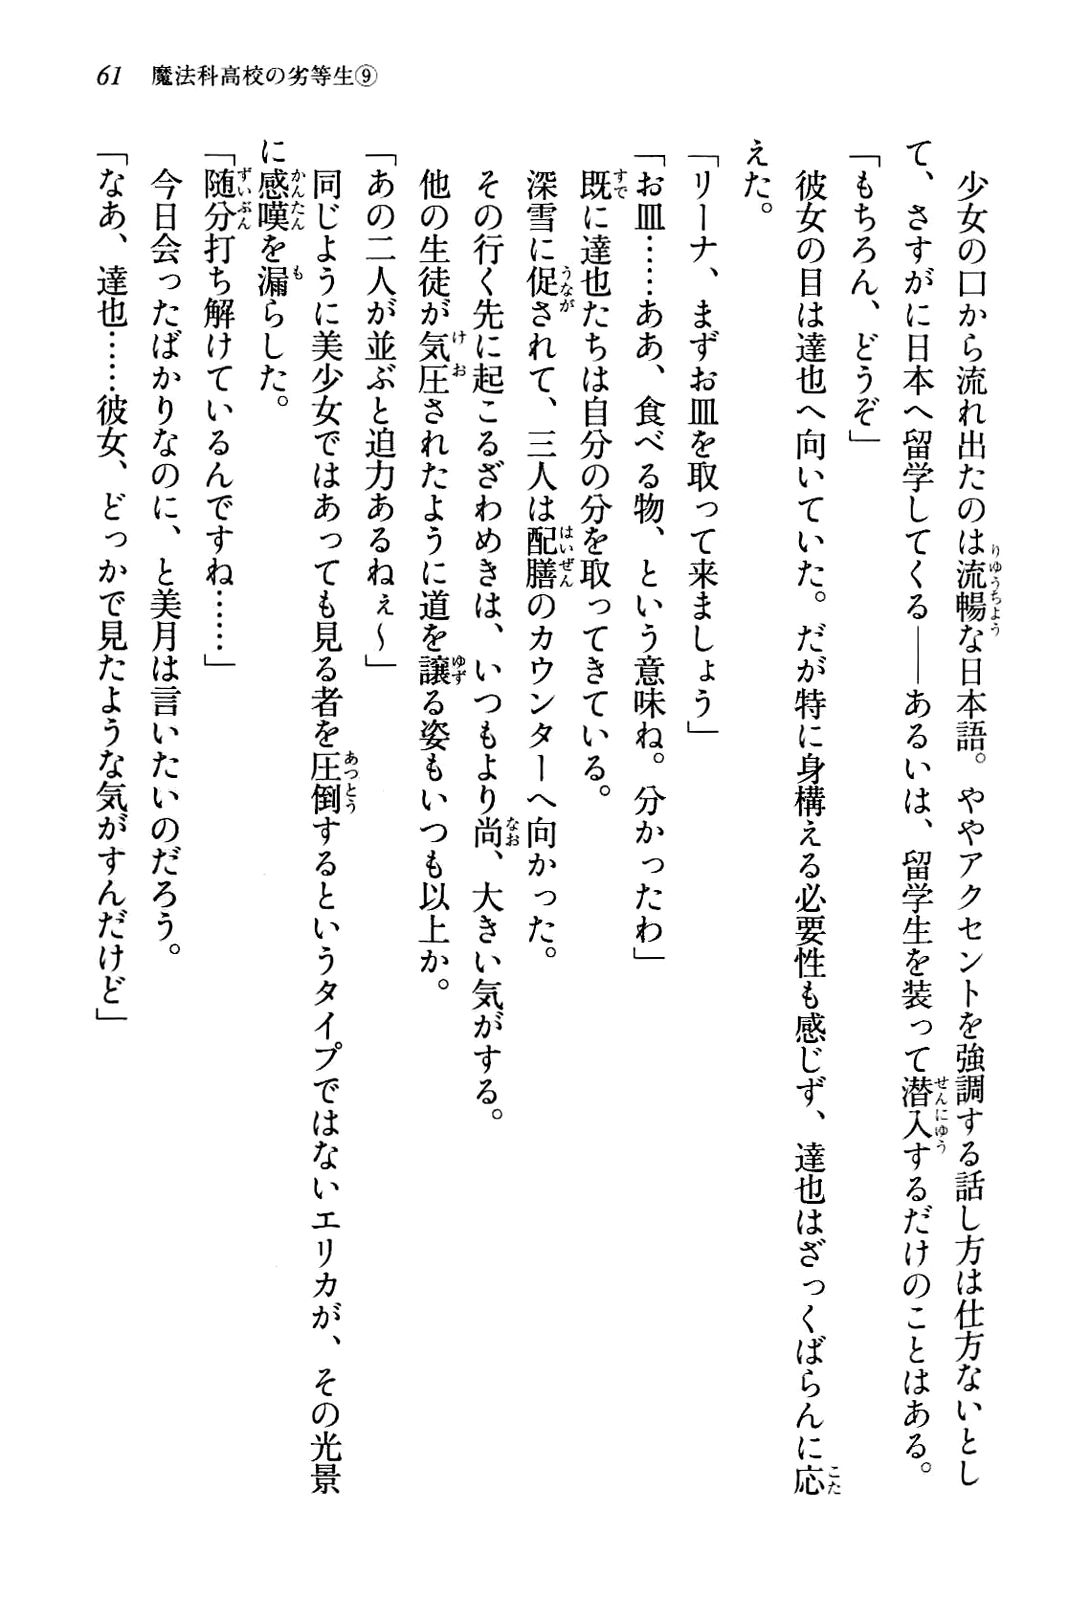 61　魔法科高校の劣等生⑨
　少女の口から流れ出たのは流暢な日本語。ややアクセントを強調する話し方は仕方ないとし
て、さすがに日本へ留学してくる――あるいは、留学生を装って潜入するだけのことはある。
「もちろん、どうぞ」
　彼女の目は達也へ向いていた。だが特に身構える必要性も感じず、達也はざっくばらんに応
えた。
「リーナ、まずお皿を取って来ましょう」
「お皿……ああ、食べる物、という意味ね。分かったわ」
　既に達也たちは自分の分を取ってきている。
　深雪に促されて、三人は配膳のカウンターへ向かった。
　その行く先に起こるざわめきは、いつもより尚、大きい気がする。
　他の生徒が気圧されたように道を譲る姿もいつも以上か。
「あの二人が並ぶと迫力あるねぇ～」
　同じように美少女ではあっても見る者を圧倒するというタイプではないエリカが、その光景
に感嘆を漏らした。
「随分打ち解けているんですね……」
　今日会ったばかりなのに、と美月は言いたいのだろう。
「なあ、達也……彼女、どっかで見たような気がすんだけど」